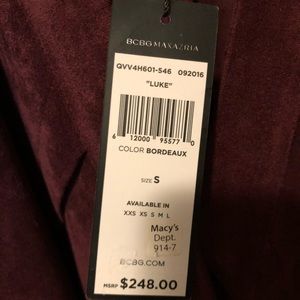 BCBGMAXAZRIA
QVV4H601-546 092016
"LUKE"
6 12000 95577 0
COLOR BORDEAUX
SIZE S
AVAILABLE IN
XXS XS S M L
Macy's
Dept.
914-7
BCBG.COM
MSRP $248.00